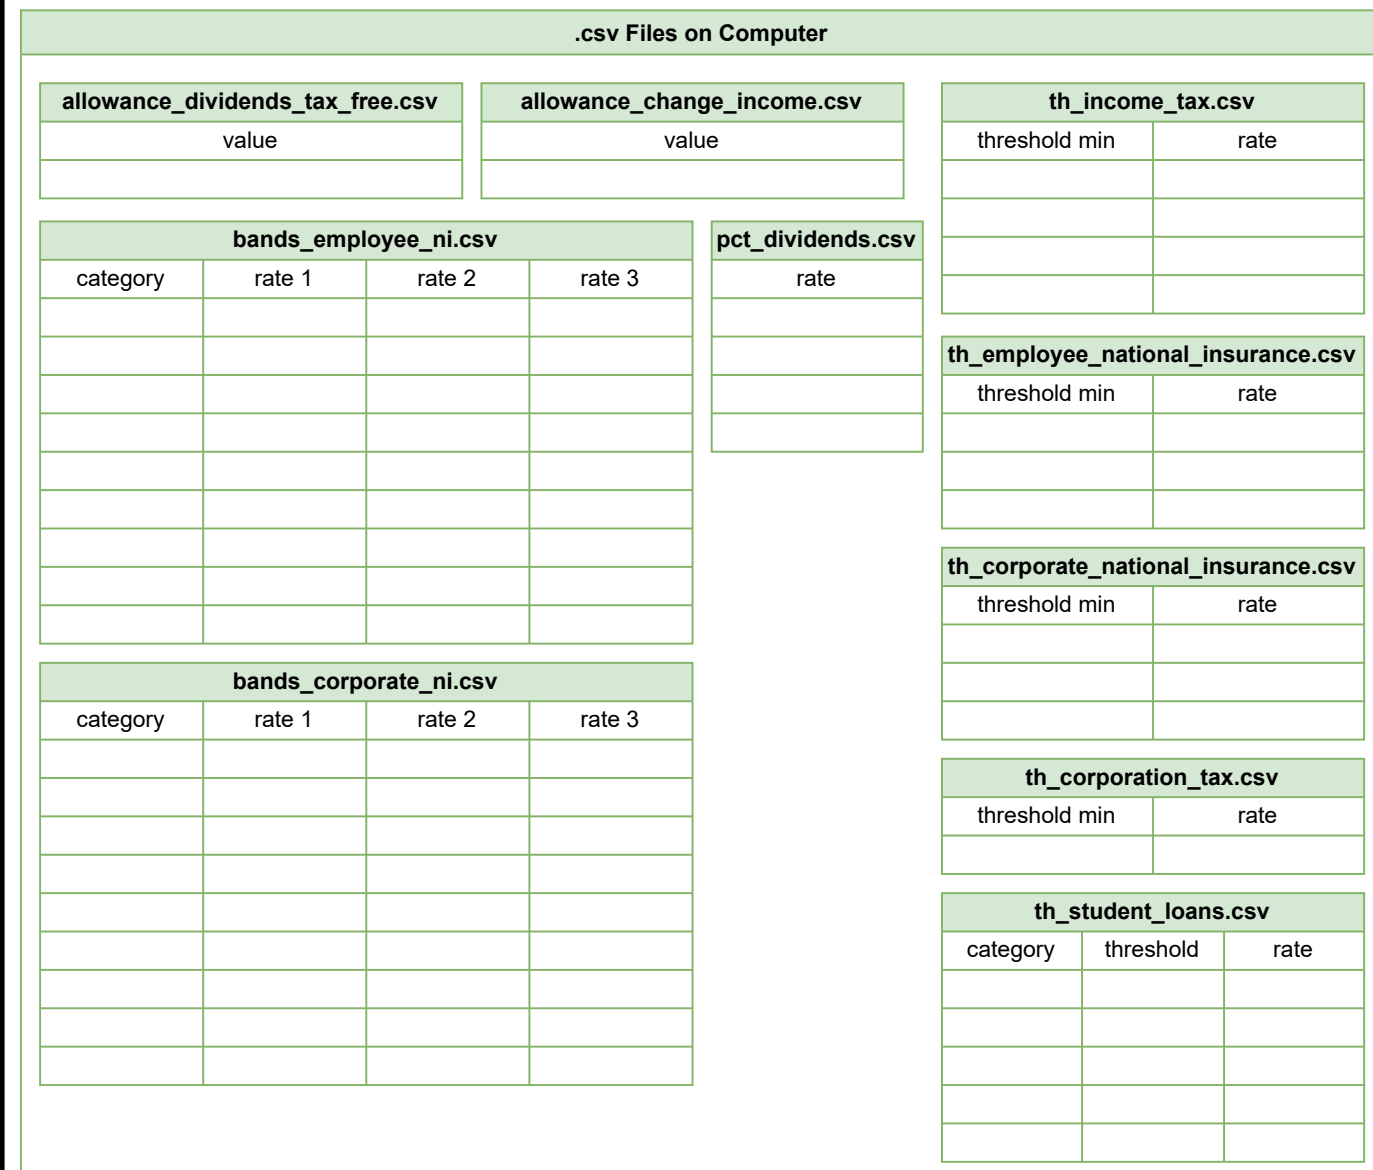 .csv Files on Computer
allowance_dividends_tax_free.csv
value
allowance_change_income.csv
value
th_income_tax.csv
threshold min rate
bands_employee_ni.csv
category rate 1 rate 2 rate 3
pct_dividends.csv
rate
th_employee_national_insurance.csv
threshold min rate
th_corporate_national_insurance.csv
threshold min rate
bands_corporate_ni.csv
category rate 1 rate 2 rate 3
th_corporation_tax.csv
threshold min rate
th_student_loans.csv
category threshold rate